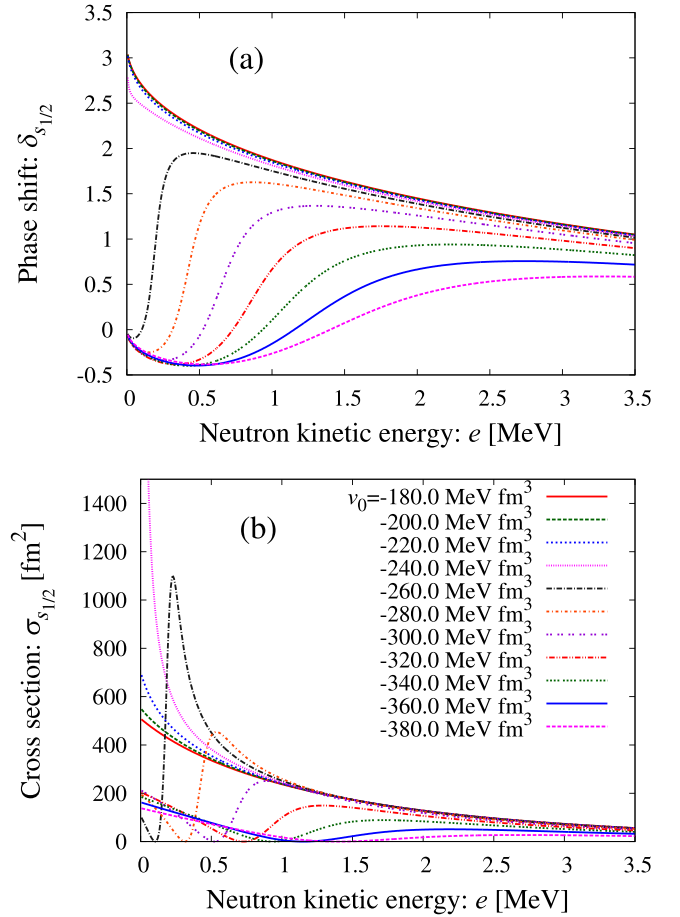 3.5
3
2.5
2
1.5
1
0.5
0
-0.5
Phase shift: δs1/2
(a)
0 0.5 1 1.5 2 2.5 3 3.5
Neutron kinetic energy: e [MeV]
1400
1200
1000
800
600
400
200
0
Cross section: σs1/2 [fm²]
(b)
v₀=-180.0 MeV fm³
-200.0 MeV fm³
-220.0 MeV fm³
-240.0 MeV fm³
-260.0 MeV fm³
-280.0 MeV fm³
-300.0 MeV fm³
-320.0 MeV fm³
-340.0 MeV fm³
-360.0 MeV fm³
-380.0 MeV fm³
0 0.5 1 1.5 2 2.5 3 3.5
Neutron kinetic energy: e [MeV]